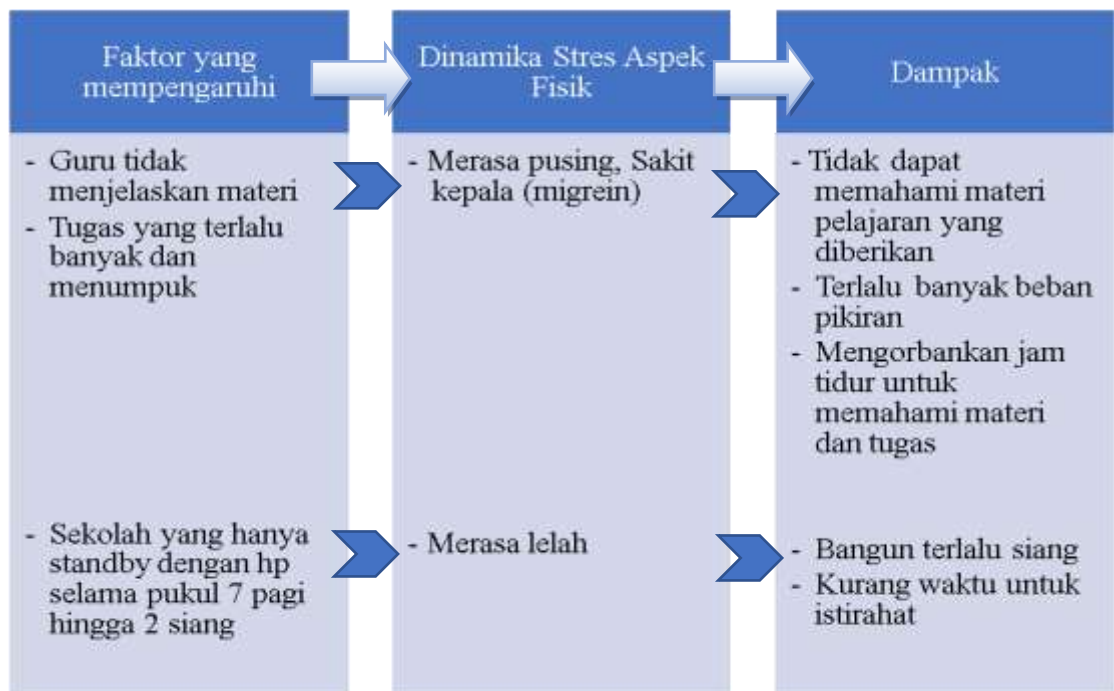 Faktor yang
mempengaruhi
Dinamika Stres Aspek
Fisik
Dampak
- Guru tidak
menjelaskan materi
- Tugas yang terlalu
banyak dan
menumpuk
- Merasa pusing, Sakit
kepala (migrein)
- Tidak dapat
memahami materi
pelajaran yang
diberikan
- Terlalu banyak beban
pikiran
- Mengorbankan jam
tidur untuk
memahami materi
dan tugas
- Sekolah yang hanya
standby dengan hp
selama pukul 7 pagi
hingga 2 siang
- Merasa lelah
- Bangun terlalu siang
- Kurang waktu untuk
istirahat